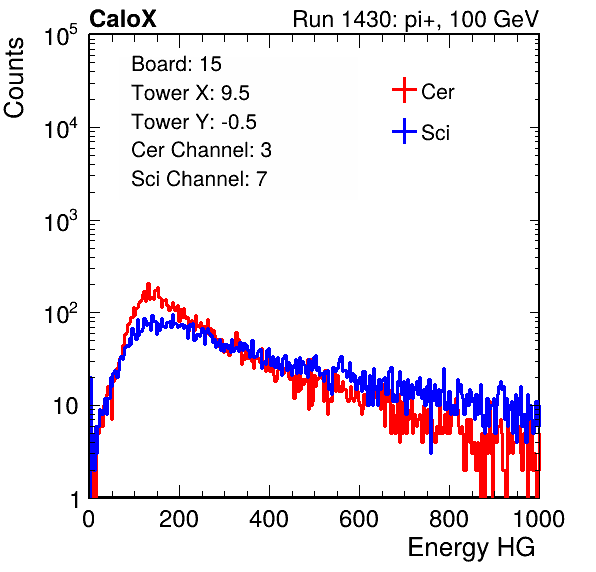 CaloX Run 1430: pi+, 100 GeV
Counts
Board: 15
Tower X: 9.5
Tower Y: -0.5
Cer Channel: 3
Sci Channel: 7
Cer
Sci
10^5
10^4
10^3
10^2
10
1
0 200 400 600 800 1000
Energy HG